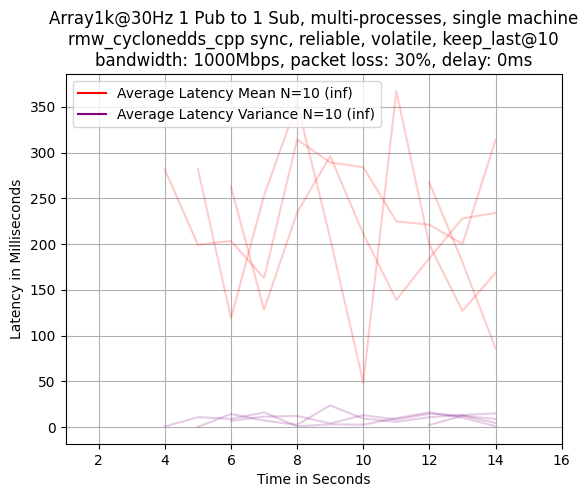 Array1k@30Hz 1 Pub to 1 Sub, multi-processes, single machine
rmw_cyclonedds_cpp sync, reliable, volatile, keep_last@10
bandwidth: 1000Mbps, packet loss: 30%, delay: 0ms
Average Latency Mean N=10 (inf)
Average Latency Variance N=10 (inf)
Latency in Milliseconds
350
300
250
200
150
100
50
0
2 4 6 8 10 12 14 16
Time in Seconds